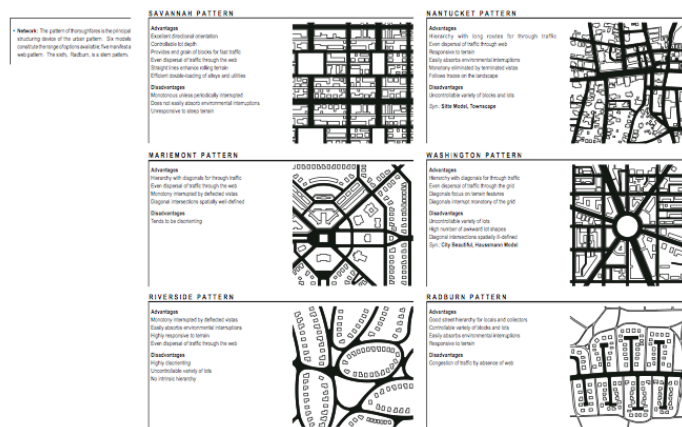 • Network: The pattern of thoroughfares is the principal
structuring device of the urban pattern. Six models
constitute the range of options available, five manifest a
web pattern. The sixth, Radburn, is a stem pattern.
SAVANNAH PATTERN
Advantages
Excellent directional orientation
Controllable lot depth
Provides end grain of blocks for fast traffic
Even dispersal of traffic through the web
Straight lines enhance rolling terrain
Efficient double-loading of alleys and utilities
Disadvantages
Monotonous unless periodically interrupted
Does not easily absorb environmental interruptions
Unresponsive to steep terrain
NANTUCKET PATTERN
Advantages
Hierarchy with long routes for through traffic
Even dispersal of traffic through web
Responsive to terrain
Easily absorbs environmental interruptions
Monotony eliminated by terminated vistas
Follows traces on the landscape
Disadvantages
Uncontrollable variety of blocks and lots
Syn.: Sitte Model, Townscape
MARIEMONT PATTERN
Advantages
Hierarchy with diagonals for through traffic
Even dispersal of traffic through the web
Monotony interrupted by deflected vistas
Diagonal intersections spatially well-defined
Disadvantages
Tends to be disorienting
WASHINGTON PATTERN
Advantages
Hierarchy with diagonals for through traffic
Even dispersal of traffic through the grid
Diagonals focus on terrain features
Diagonals interrupt monotony of the grid
Disadvantages
Uncontrollable variety of lots
High number of awkward lot shapes
Diagonal intersections spatially ill-defined
Syn.: City Beautiful, Haussmann Model
RIVERSIDE PATTERN
Advantages
Monotony interrupted by deflected vistas
Easily absorbs environmental interruptions
Highly responsive to terrain
Even dispersal of traffic through the web
Disadvantages
Highly disorienting
Uncontrollable variety of lots
No intrinsic hierarchy
RADBURN PATTERN
Advantages
Good street hierarchy for locals and collectors
Controllable variety of blocks and lots
Easily absorbs environmental interruptions
Responsive to terrain
Disadvantages
Congestion of traffic by absence of web